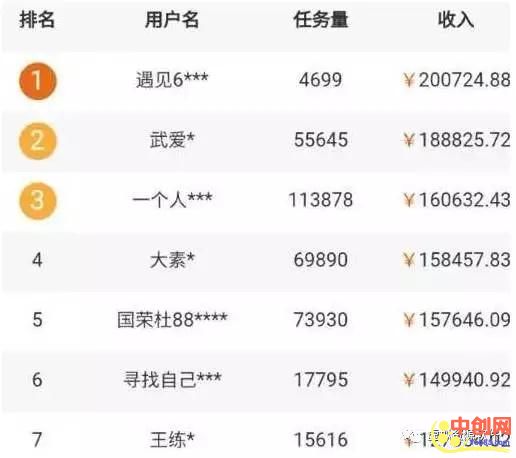 排名 用户名 任务量 收入
1 遇见6*** 4699 ￥200724.88
2 武爱* 55645 ￥188825.72
3 一个人*** 113878 ￥160632.43
4 大素* 69890 ￥158457.83
5 国荣杜88**** 73930 ￥157646.09
6 寻找自己*** 17795 ￥149940.92
7 王练* 15616
中创网